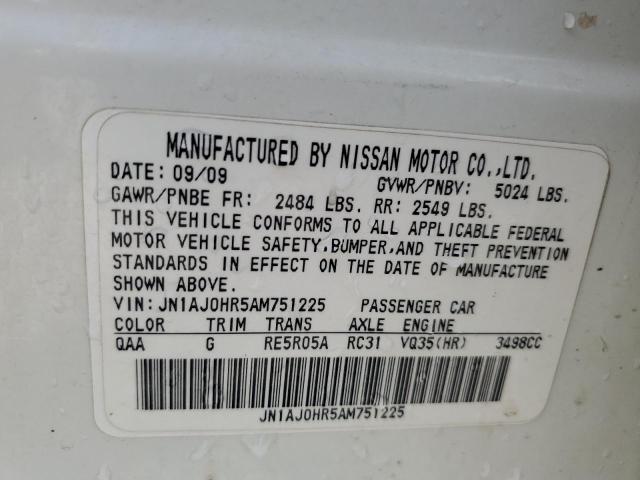 MANUFACTURED BY NISSAN MOTOR CO.,LTD.
DATE: 09/09 GVWR/PNBV: 5024 LBS.
GAWR/PNBE FR: 2484 LBS. RR: 2549 LBS.
THIS VEHICLE CONFORMS TO ALL APPLICABLE FEDERAL
MOTOR VEHICLE SAFETY,BUMPER,AND THEFT PREVENTION
STANDARDS IN EFFECT ON THE DATE OF MANUFACTURE
SHOWN ABOVE.
VIN:JN1AJ0HR5AM751225 PASSENGER CAR
COLOR TRIM TRANS AXLE ENGINE
QAA G RE5R05A RC31 VQ35(HR) 3498CC
JN1AJ0HR5AM751225